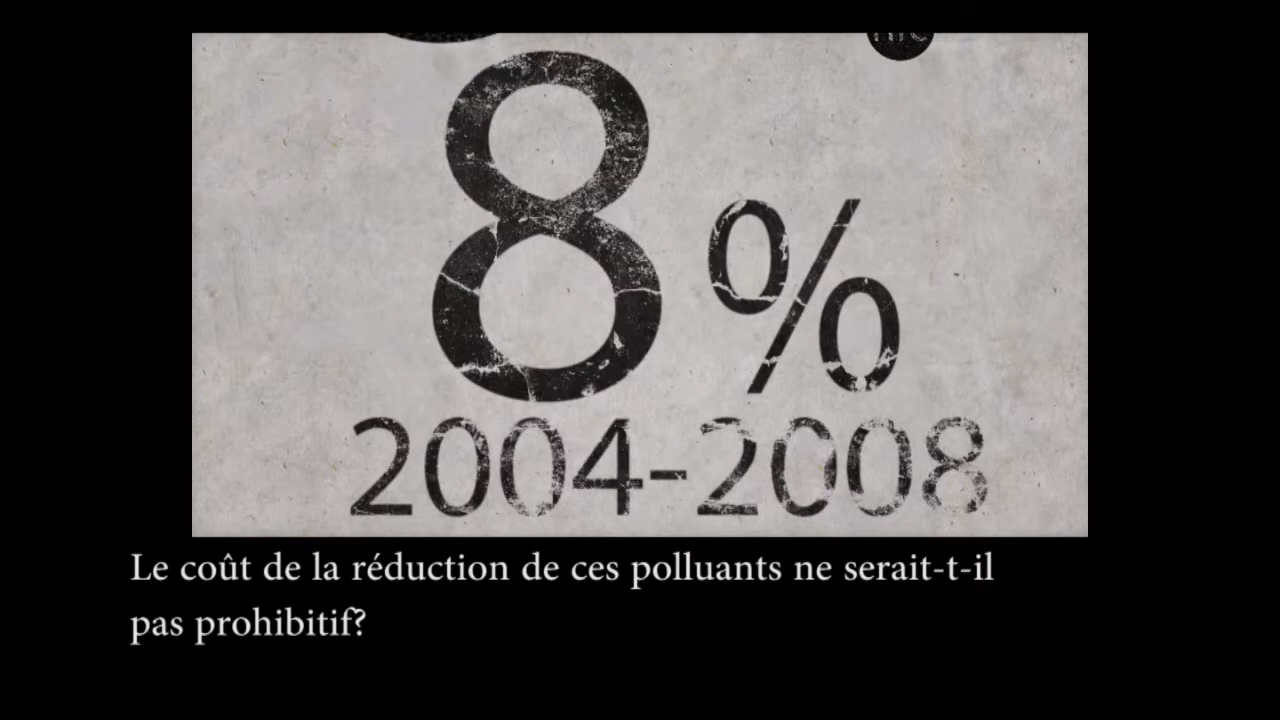 8%
2004-2008
Le coût de la réduction de ces polluants ne serait-t-il
pas prohibitif?